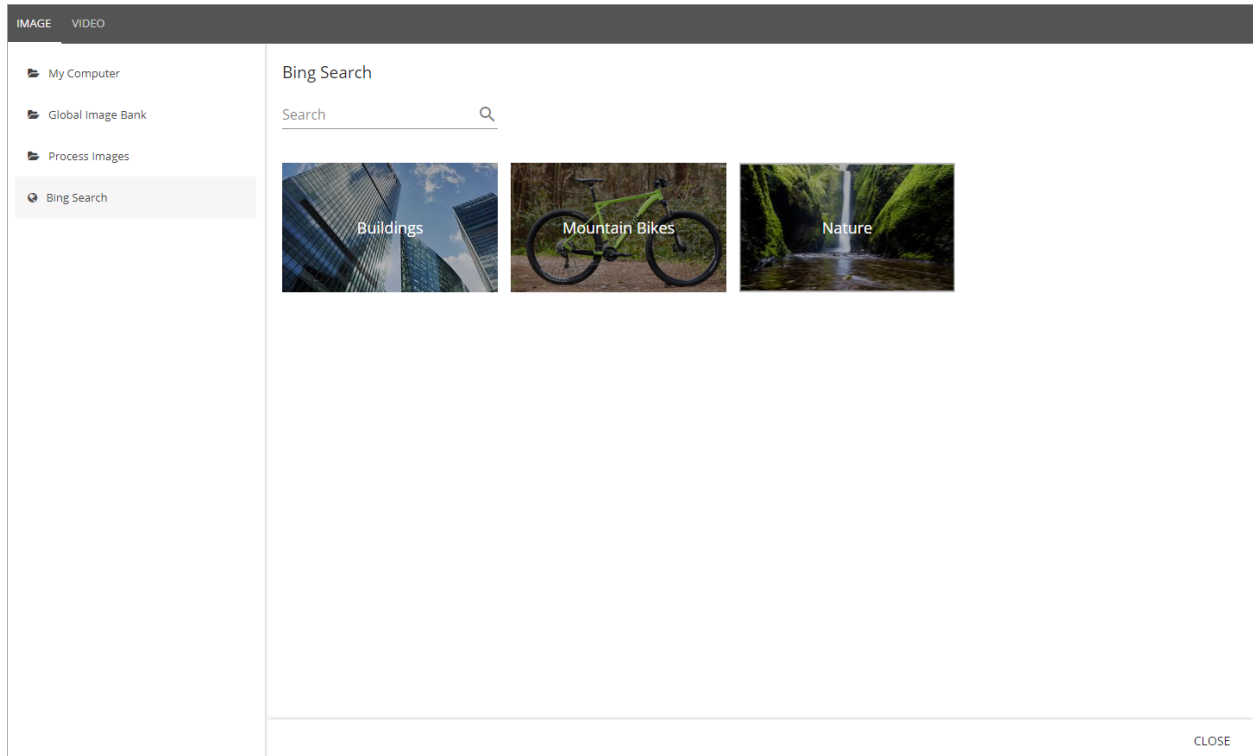 IMAGE VIDEO
My Computer
Global Image Bank
Process Images
Bing Search
Bing Search
Search
Buildings Mountain Bikes Nature
CLOSE